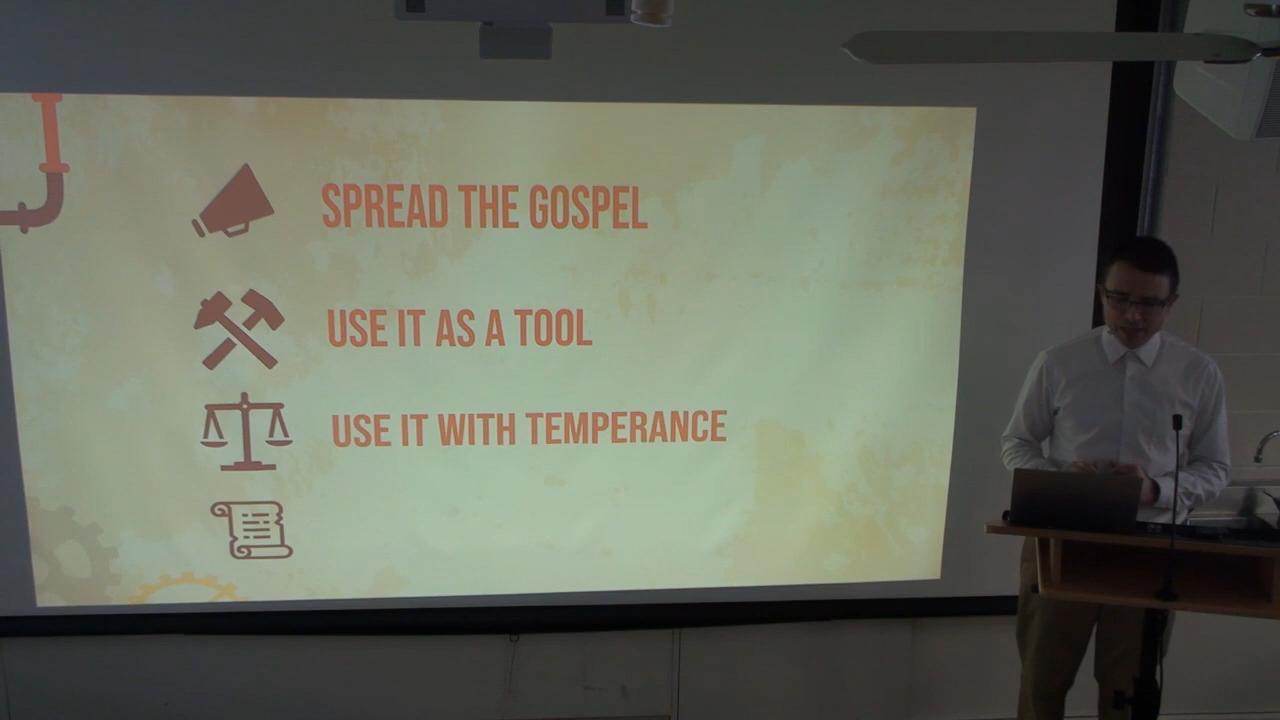 SPREAD THE GOSPEL
USE IT AS A TOOL
USE IT WITH TEMPERANCE